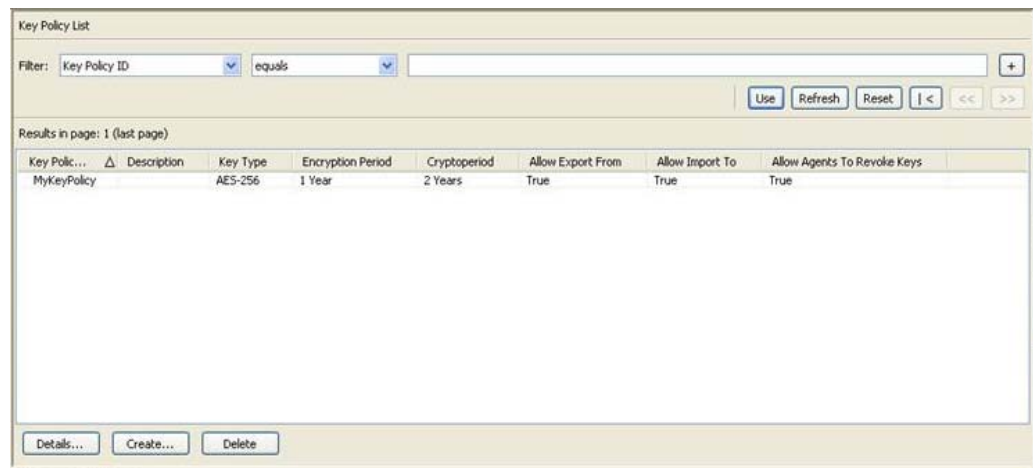 Key Policy List
Filter: Key Policy ID equals +
Use Refresh Reset |< << >>
Results in page: 1 (last page)
Key Polic... △ Description Key Type Encryption Period Cryptoperiod Allow Export From Allow Import To Allow Agents To Revoke Keys
MyKeyPolicy AES-256 1 Year 2 Years True True True
Details... Create... Delete